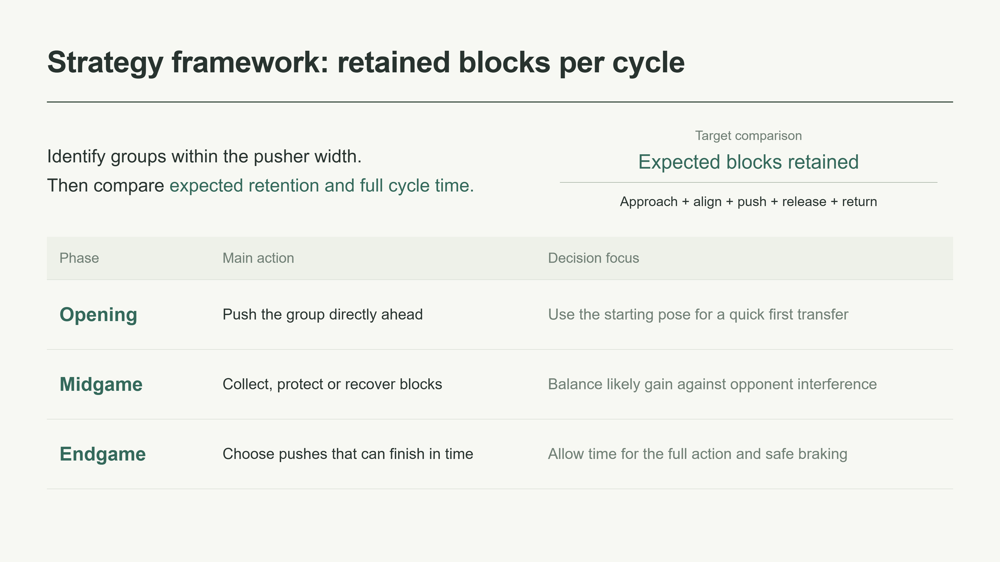 Strategy framework: retained blocks per cycle
Identify groups within the pusher width.
Then compare expected retention and full cycle time.
Target comparison
Expected blocks retained
Approach + align + push + release + return
Phase Main action Decision focus
Opening Push the group directly ahead Use the starting pose for a quick first transfer
Midgame Collect, protect or recover blocks Balance likely gain against opponent interference
Endgame Choose pushes that can finish in time Allow time for the full action and safe braking